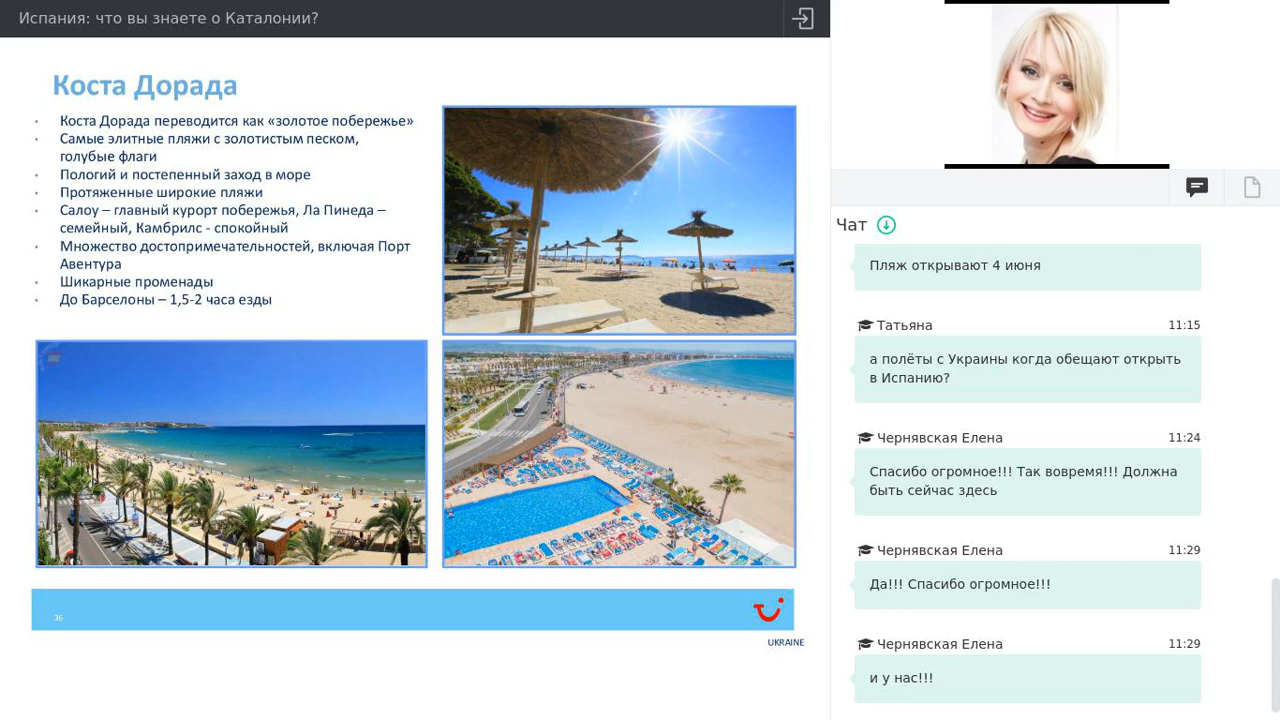 Испания: что вы знаете о Каталонии?
Коста Дорада
Коста Дорада переводится как «золотое побережье»
Самые элитные пляжи с золотистым песком,
голубые флаги
Пологий и постепенный заход в море
Протяженные широкие пляжи
Салоу – главный курорт побережья, Ла Пинеда –
семейный, Камбрилс - спокойный
Множество достопримечательностей, включая Порт
Авентура
Шикарные променады
До Барселоны – 1,5-2 часа езды
36
UKRAINE
Чат
Пляж открывают 4 июня
Татьяна 11:15
а полёты с Украины когда обещают открыть
в Испанию?
Чернявская Елена 11:24
Спасибо огромное!!! Так вовремя!!! Должна
быть сейчас здесь
Чернявская Елена 11:29
Да!!! Спасибо огромное!!!
Чернявская Елена 11:29
и у нас!!!